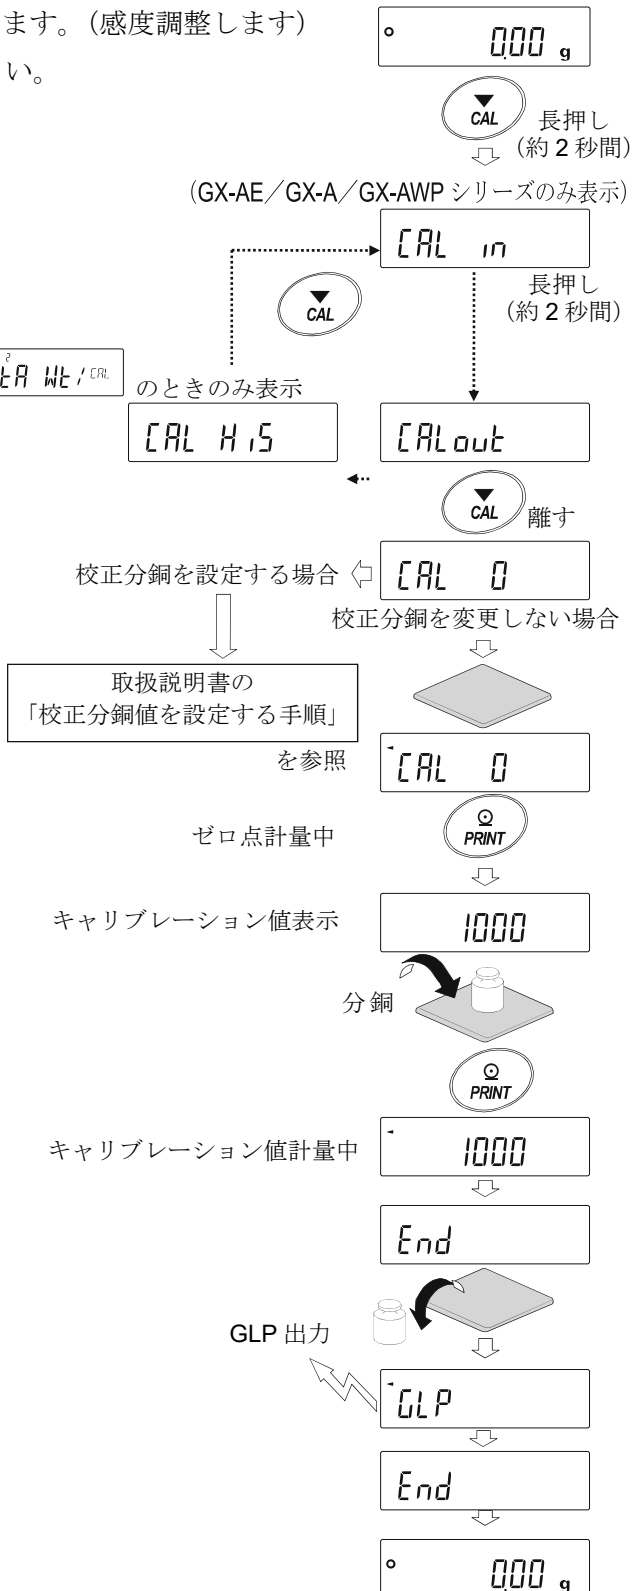 ます。（感度調整します）
い。
0.00 g
CAL
長押し
（約 2 秒間）
（GX-AE／GX-A／GX-AWP シリーズのみ表示）
CAL in
CAL
長押し
（約 2 秒間）
tA Wt/CAL
のときのみ表示
CAL HiS
CALout
CAL
離す
校正分銅を設定する場合
CAL 0
校正分銅を変更しない場合
取扱説明書の
「校正分銅値を設定する手順」
を参照
CAL 0
PRINT
ゼロ点計量中
キャリブレーション値表示
1000
分銅
PRINT
キャリブレーション値計量中
1000
End
GLP 出力
GLP
End
0.00 g